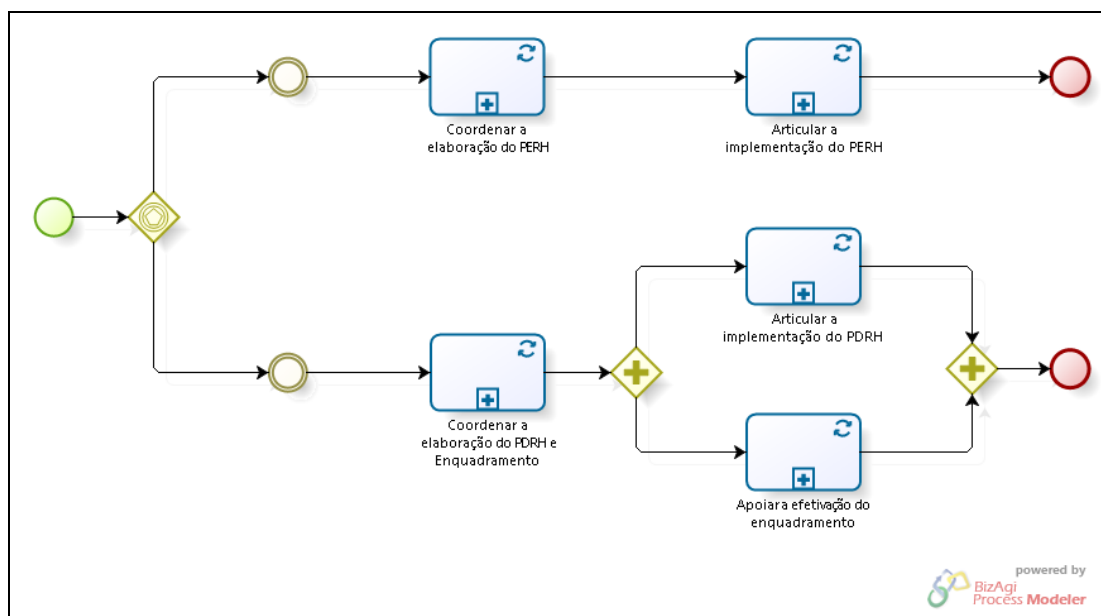 Coordenar a
elaboração do PERH
Articular a
implementação do PERH
Articular a
implementação do PDRH
Coordenar a
elaboração do PDRH e
Enquadramento
Apoiara efetivação do
enquadramento
powered by
BizAgi
Process Modeler